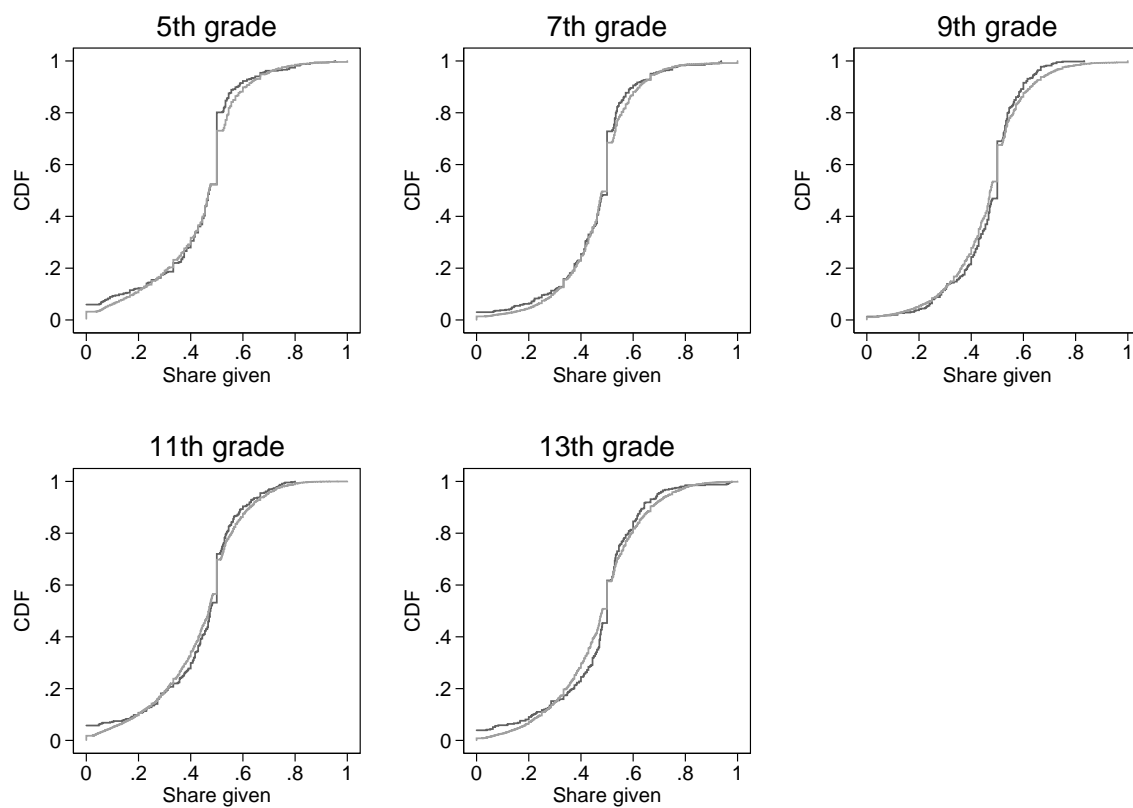 5th grade
7th grade
9th grade
1
.8
.6
.4
.2
0
CDF
0 .2 .4 .6 .8 1
Share given
1
.8
.6
.4
.2
0
CDF
0 .2 .4 .6 .8 1
Share given
1
.8
.6
.4
.2
0
CDF
0 .2 .4 .6 .8 1
Share given
11th grade
13th grade
1
.8
.6
.4
.2
0
CDF
0 .2 .4 .6 .8 1
Share given
1
.8
.6
.4
.2
0
CDF
0 .2 .4 .6 .8 1
Share given